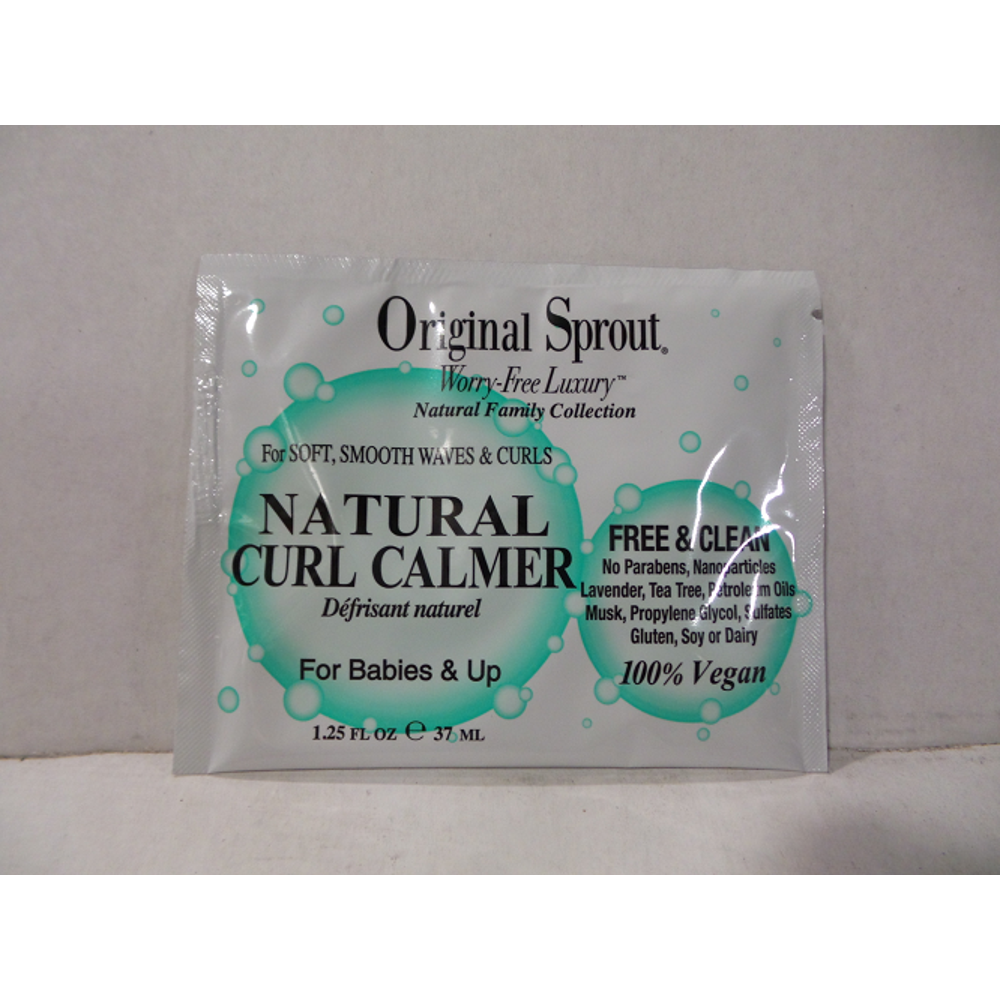 Original Sprout®
Worry-Free Luxury™
Natural Family Collection
For SOFT, SMOOTH WAVES & CURLS
NATURAL
CURL CALMER
Défrisant naturel
For Babies & Up
1.25 FL OZ ℮ 37 ML
FREE & CLEAN
No Parabens, Nanoparticles
Lavender, Tea Tree, Petroleum Oils
Musk, Propylene Glycol, Sulfates
Gluten, Soy or Dairy
100% Vegan